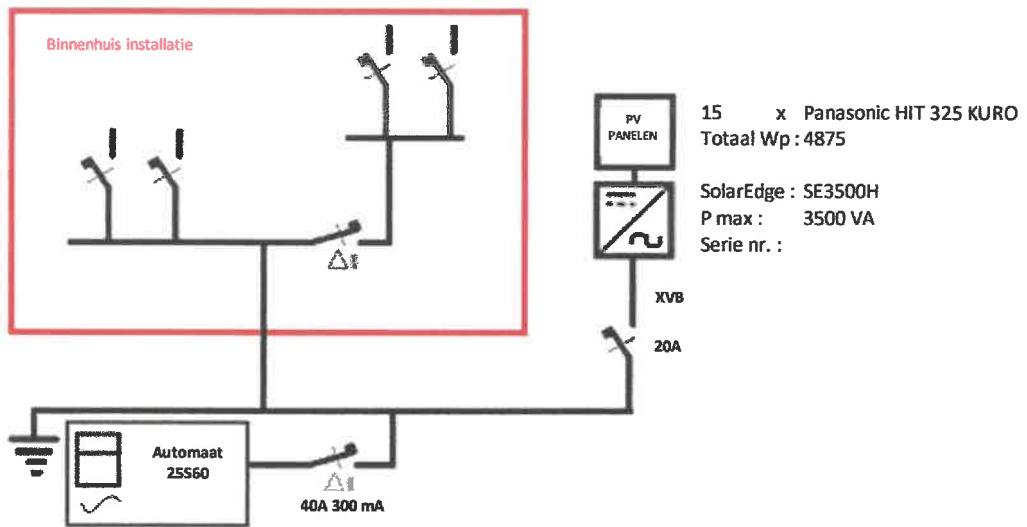 Binnenhuis installatie
PV
PANELEN
15 x Panasonic HIT 325 KURO
Totaal Wp : 4875
SolarEdge : SE3500H
P max : 3500 VA
Serie nr. :
XVB
20A
Automaat
25S60
40A 300 mA